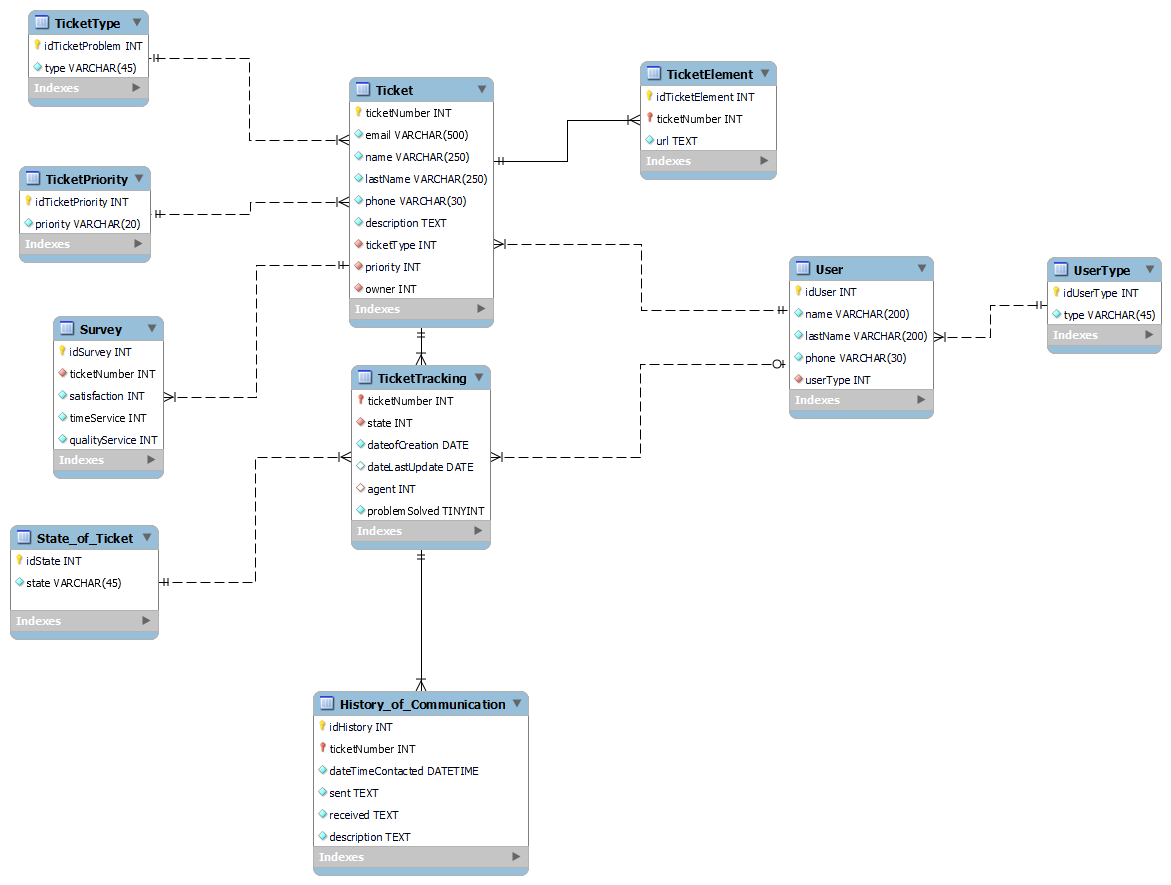 TicketType
idTicketProblem INT
type VARCHAR(45)
Indexes
TicketPriority
idTicketPriority INT
priority VARCHAR(20)
Indexes
Survey
idSurvey INT
ticketNumber INT
satisfaction INT
timeService INT
qualityService INT
Indexes
State_of_Ticket
idState INT
state VARCHAR(45)
Indexes
Ticket
ticketNumber INT
email VARCHAR(500)
name VARCHAR(250)
lastName VARCHAR(250)
phone VARCHAR(30)
description TEXT
ticketType INT
priority INT
owner INT
Indexes
TicketTracking
ticketNumber INT
state INT
dateofCreation DATE
dateLastUpdate DATE
agent INT
problemSolved TINYINT
Indexes
History_of_Communication
idHistory INT
ticketNumber INT
dateTimeContacted DATETIME
sent TEXT
received TEXT
description TEXT
Indexes
TicketElement
idTicketElement INT
ticketNumber INT
url TEXT
Indexes
User
idUser INT
name VARCHAR(200)
lastName VARCHAR(200)
phone VARCHAR(30)
userType INT
Indexes
UserType
idUserType INT
type VARCHAR(45)
Indexes